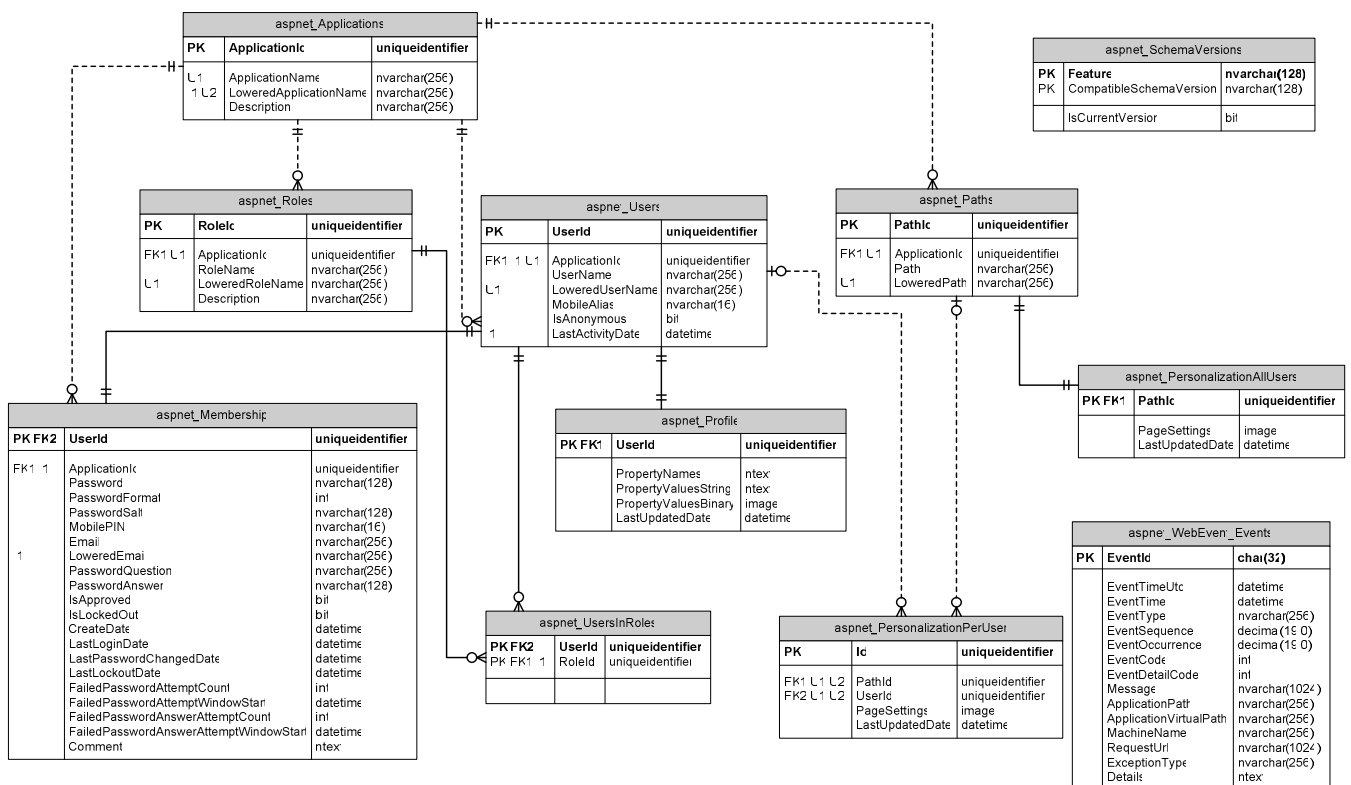 aspnet_Applications
PK ApplicationId uniqueidentifier
U1 ApplicationName nvarchar(256)
I1 U2 LoweredApplicationName nvarchar(256)
Description nvarchar(256)
aspnet_SchemaVersions
PK Feature nvarchar(128)
PK CompatibleSchemaVersion nvarchar(128)
IsCurrentVersion bit
aspnet_Roles
PK RoleId uniqueidentifier
FK1 U1 ApplicationId uniqueidentifier
RoleName nvarchar(256)
U1 LoweredRoleName nvarchar(256)
Description nvarchar(256)
aspnet_Users
PK UserId uniqueidentifier
FK1 I1 U1 ApplicationId uniqueidentifier
UserName nvarchar(256)
U1 LoweredUserName nvarchar(256)
MobileAlias nvarchar(16)
IsAnonymous bit
I1 LastActivityDate datetime
aspnet_Paths
PK PathId uniqueidentifier
FK1 U1 ApplicationId uniqueidentifier
Path nvarchar(256)
U1 LoweredPath nvarchar(256)
aspnet_PersonalizationAllUsers
PK FK1 PathId uniqueidentifier
PageSettings image
LastUpdatedDate datetime
aspnet_Membership
PK FK2 UserId uniqueidentifier
FK1 I1 ApplicationId uniqueidentifier
Password nvarchar(128)
PasswordFormat int
PasswordSalt nvarchar(128)
MobilePIN nvarchar(16)
Email nvarchar(256)
I1 LoweredEmail nvarchar(256)
PasswordQuestion nvarchar(256)
PasswordAnswer nvarchar(128)
IsApproved bit
IsLockedOut bit
CreateDate datetime
LastLoginDate datetime
LastPasswordChangedDate datetime
LastLockoutDate datetime
FailedPasswordAttemptCount int
FailedPasswordAttemptWindowStart datetime
FailedPasswordAnswerAttemptCount int
FailedPasswordAnswerAttemptWindowStart datetime
Comment ntext
aspnet_Profile
PK FK1 UserId uniqueidentifier
PropertyNames ntext
PropertyValuesString ntext
PropertyValuesBinary image
LastUpdatedDate datetime
aspnet_UsersInRoles
PK FK2 UserId uniqueidentifier
PK FK1 I1 RoleId uniqueidentifier
aspnet_PersonalizationPerUser
PK Id uniqueidentifier
FK1 U1 U2 PathId uniqueidentifier
FK2 U1 U2 UserId uniqueidentifier
PageSettings image
LastUpdatedDate datetime
aspnet_WebEvent_Events
PK EventId char(32)
EventTimeUtc datetime
EventTime datetime
EventType nvarchar(256)
EventSequence decimal(19,0)
EventOccurrence decimal(19,0)
EventCode int
EventDetailCode int
Message nvarchar(1024)
ApplicationPath nvarchar(256)
ApplicationVirtualPath nvarchar(256)
MachineName nvarchar(256)
RequestUrl nvarchar(1024)
ExceptionType nvarchar(256)
Details ntext